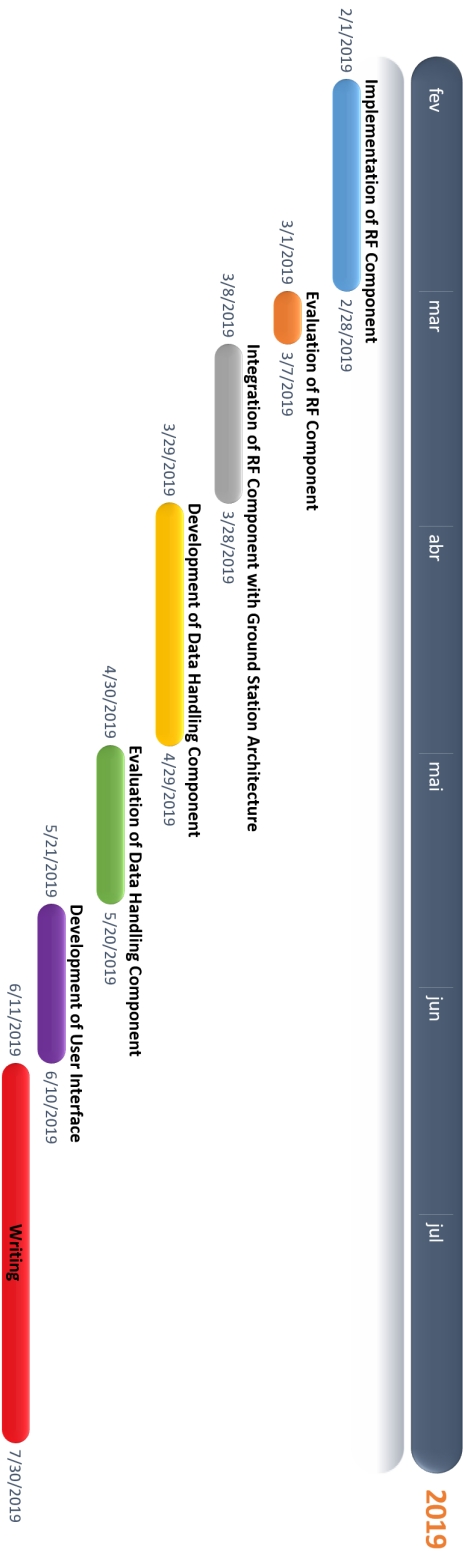 fev mar abr mai jun jul 2019
Implementation of RF Component
2/1/2019 2/28/2019
Evaluation of RF Component
3/1/2019 3/7/2019
Integration of RF Component with Ground Station Architecture
3/8/2019 3/28/2019
Development of Data Handling Component
3/29/2019 4/29/2019
Evaluation of Data Handling Component
4/30/2019 5/20/2019
Development of User Interface
5/21/2019 6/10/2019
6/11/2019 Writing 7/30/2019